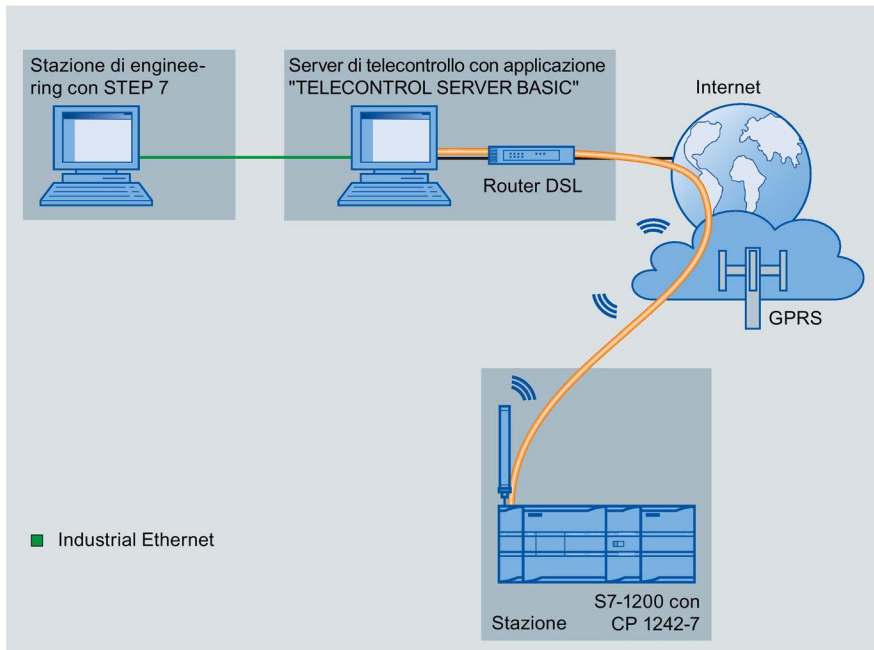 Stazione di enginee-
ring con STEP 7
Server di telecontrollo con applicazione
"TELECONTROL SERVER BASIC"
Internet
Router DSL
GPRS
Industrial Ethernet
S7-1200 con
CP 1242-7
Stazione